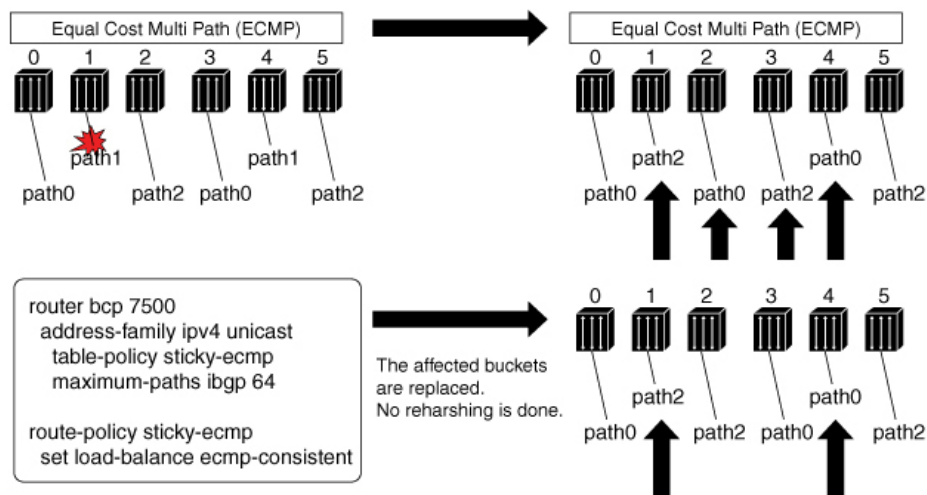 Equal Cost Multi Path (ECMP)
0 1 2 3 4 5
path1 path1
path0 path2 path0 path2
Equal Cost Multi Path (ECMP)
0 1 2 3 4 5
path2 path0
path0 path0 path2 path2
router bcp 7500
address-family ipv4 unicast
table-policy sticky-ecmp
maximum-paths ibgp 64
route-policy sticky-ecmp
set load-balance ecmp-consistent
The affected buckets
are replaced.
No reharshing is done.
0 1 2 3 4 5
path2 path0
path0 path2 path0 path2